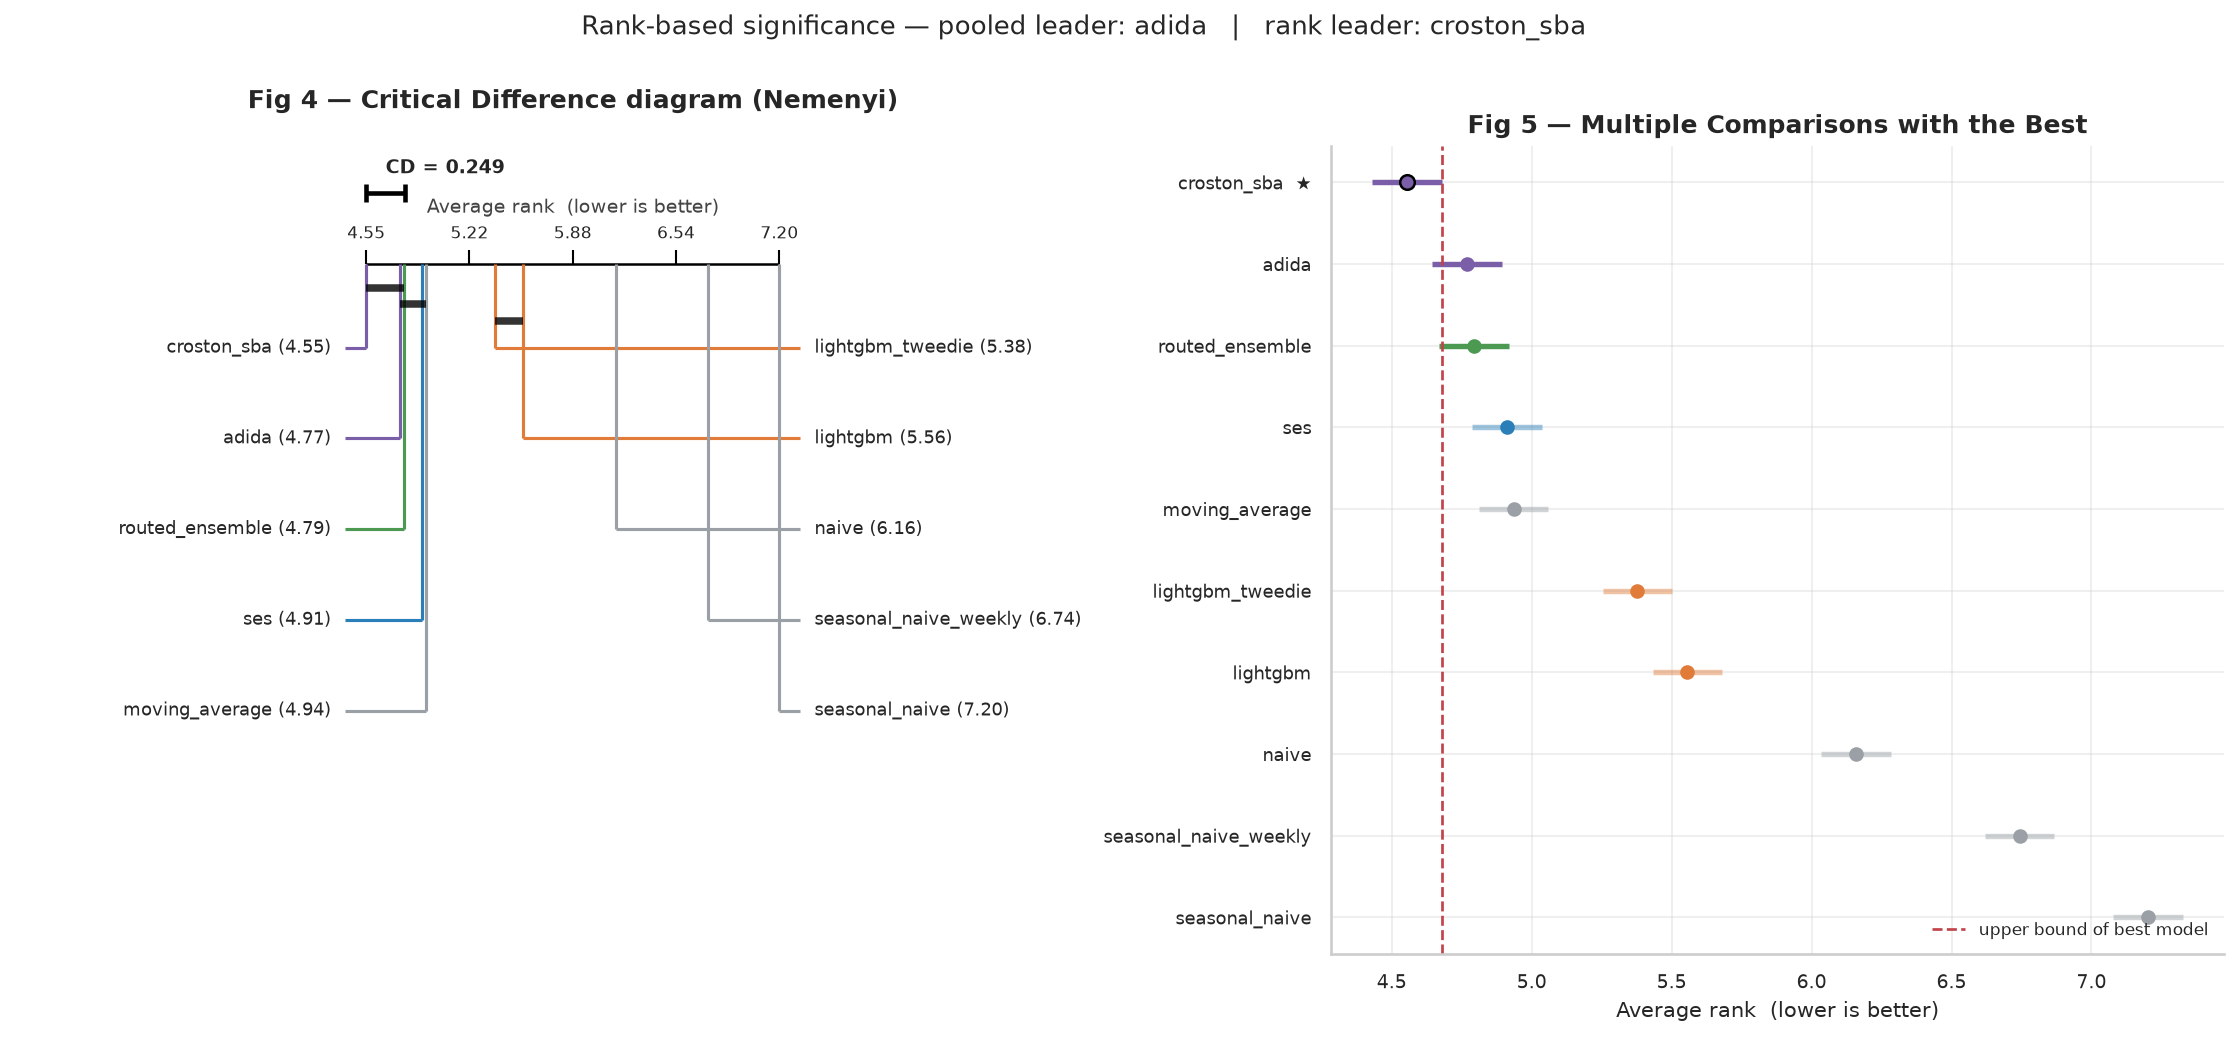 Rank-based significance — pooled leader: adida   |   rank leader: croston_sba
Fig 4 — Critical Difference diagram (Nemenyi)
CD = 0.249
Average rank  (lower is better)
4.55 5.22 5.88 6.54 7.20
croston_sba (4.55)
adida (4.77)
routed_ensemble (4.79)
ses (4.91)
moving_average (4.94)
lightgbm_tweedie (5.38)
lightgbm (5.56)
naive (6.16)
seasonal_naive_weekly (6.74)
seasonal_naive (7.20)
Fig 5 — Multiple Comparisons with the Best
croston_sba ★
adida
routed_ensemble
ses
moving_average
lightgbm_tweedie
lightgbm
naive
seasonal_naive_weekly
seasonal_naive
upper bound of best model
4.5 5.0 5.5 6.0 6.5 7.0
Average rank  (lower is better)